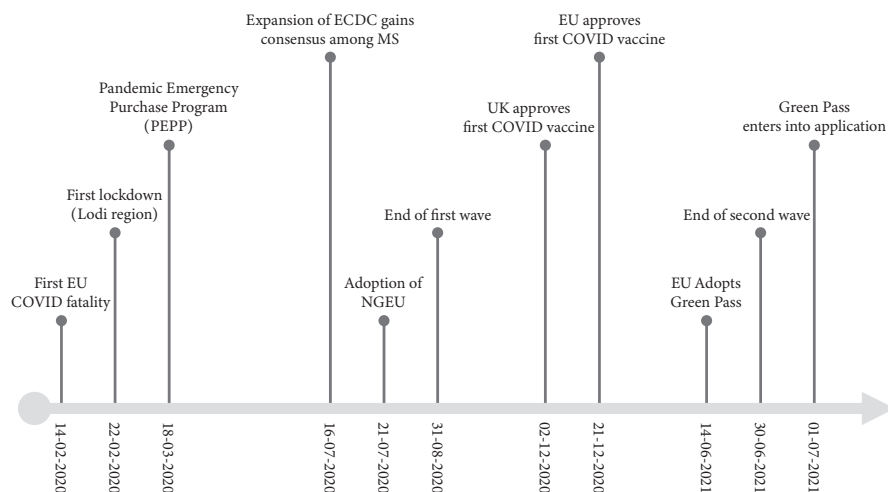 Expansion of ECDC gains
consensus among MS
EU approves
first COVID vaccine
Pandemic Emergency
Purchase Program
(PEPP)
UK approves
first COVID vaccine
Green Pass
enters into application
First lockdown
(Lodi region)
End of first wave
End of second wave
First EU
COVID fatality
Adoption of
NGEU
EU Adopts
Green Pass
14-02-2020
22-02-2020
18-03-2020
16-07-2020
21-07-2020
31-08-2020
02-12-2020
21-12-2020
14-06-2021
30-06-2021
01-07-2021